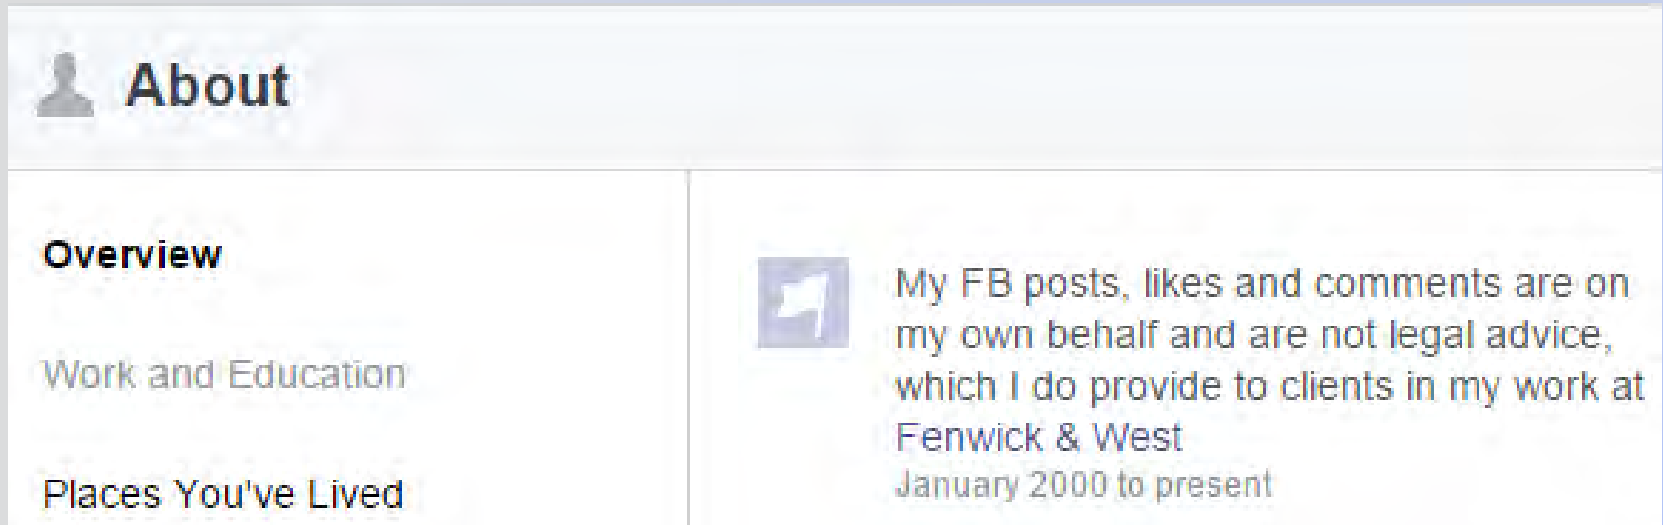 About
Overview
Work and Education
Places You've Lived
My FB posts, likes and comments are on
my own behalf and are not legal advice,
which I do provide to clients in my work at
Fenwick & West
January 2000 to present